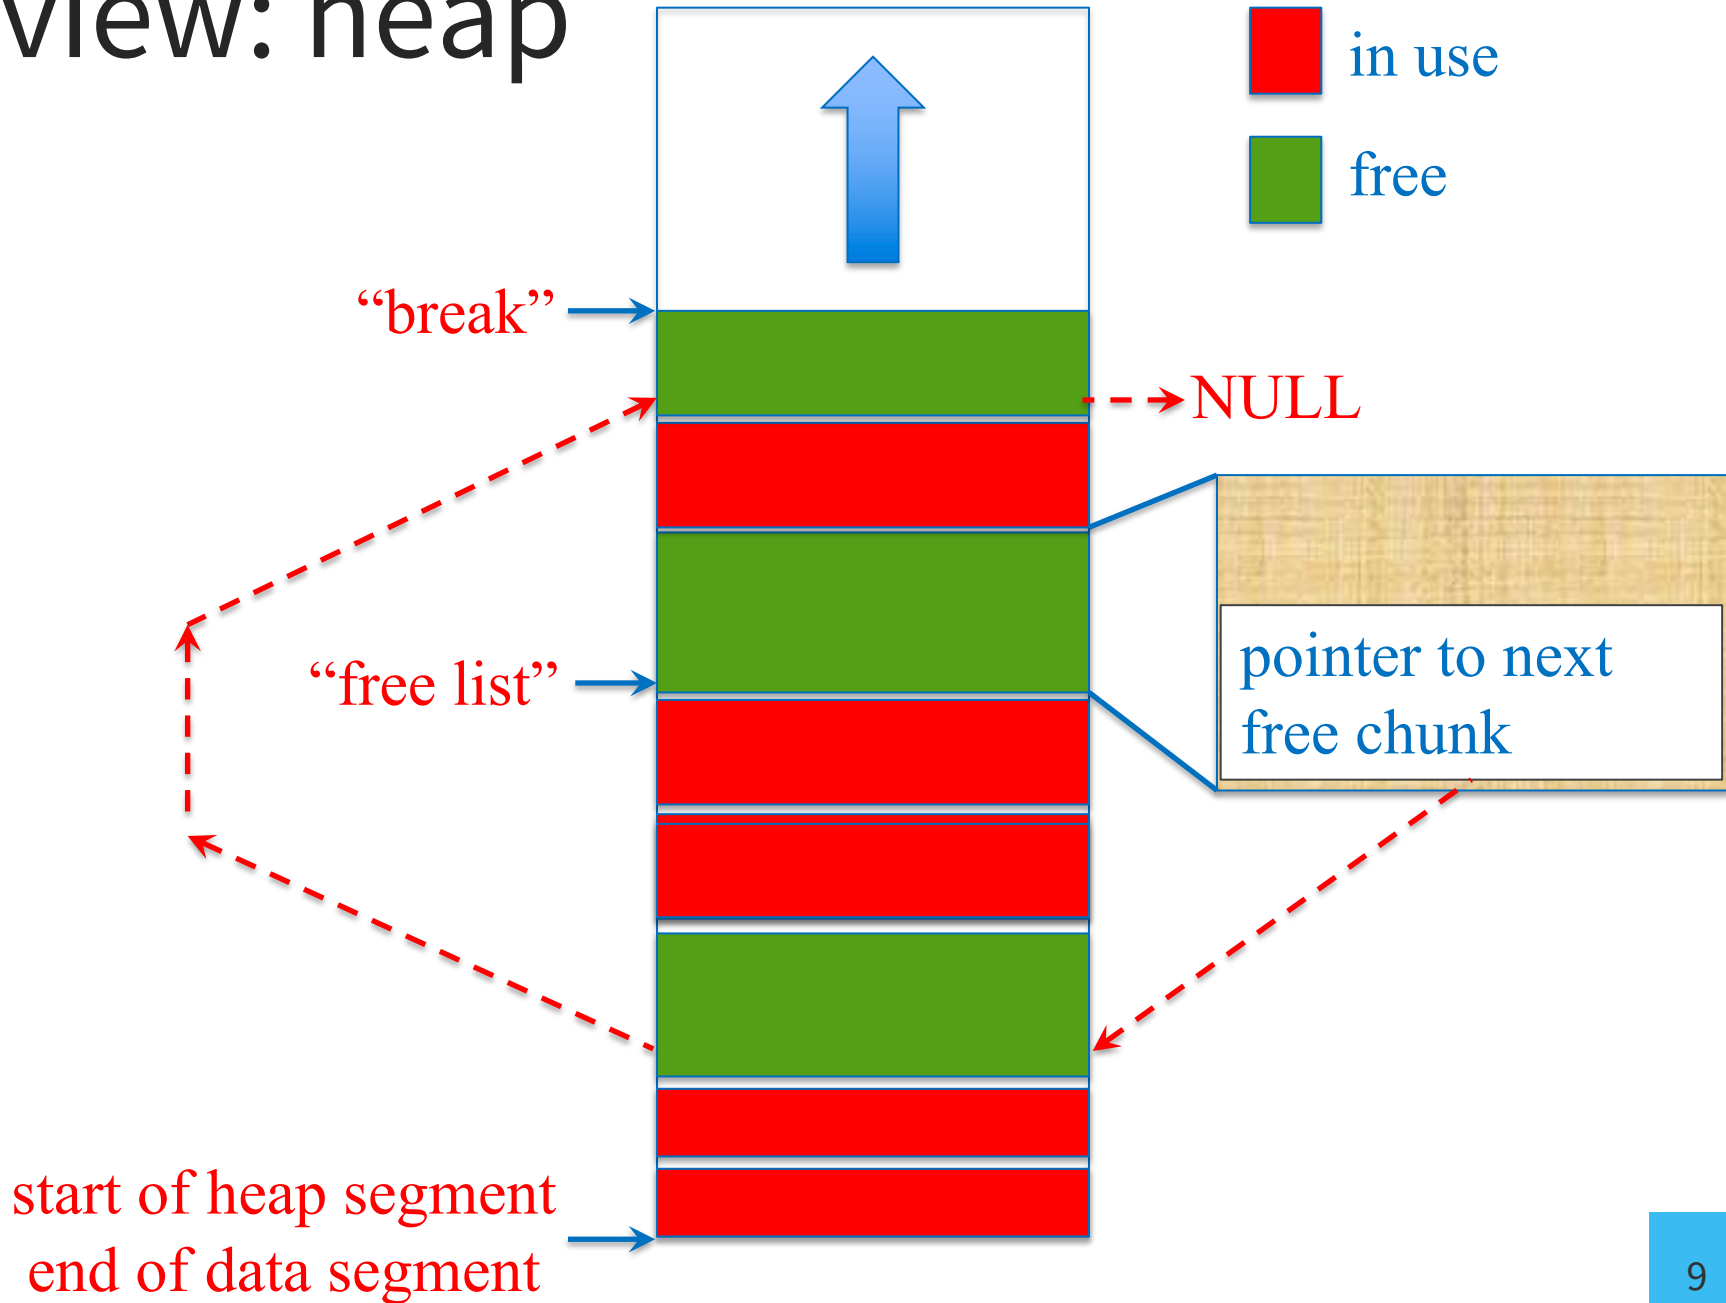 view: heap
in use
free
“break”
NULL
“free list”
pointer to next
free chunk
start of heap segment
end of data segment
9